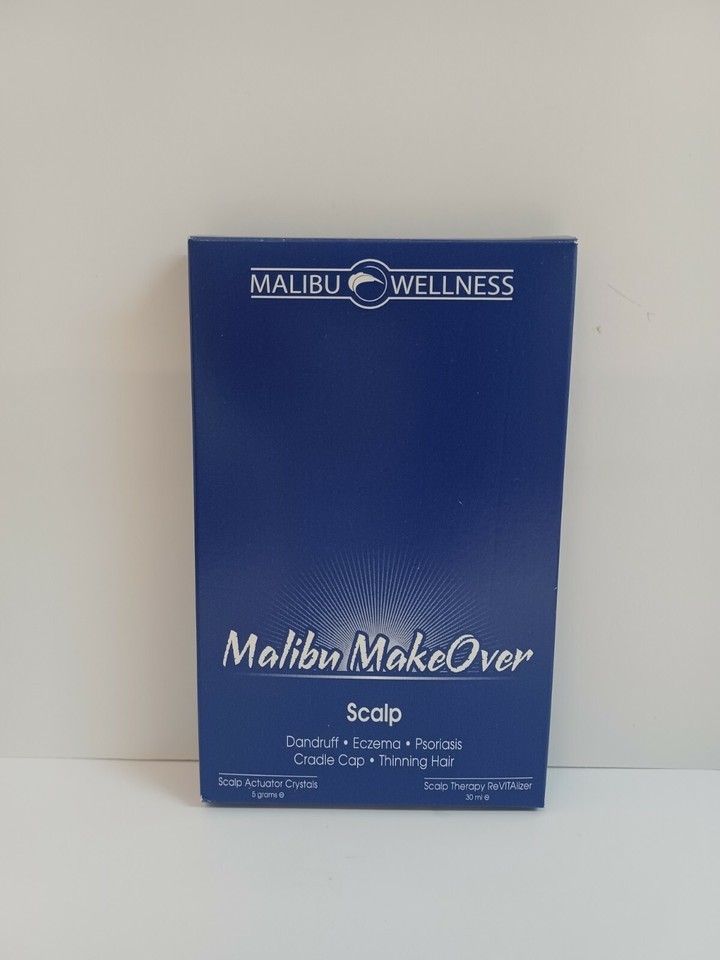 MALIBU WELLNESS
Malibu MakeOver
Scalp
Dandruff • Eczema • Psoriasis
Cradle Cap • Thinning Hair
Scalp Actuator Crystals
5 grams ℮
Scalp Therapy ReVITAlizer
30 ml ℮